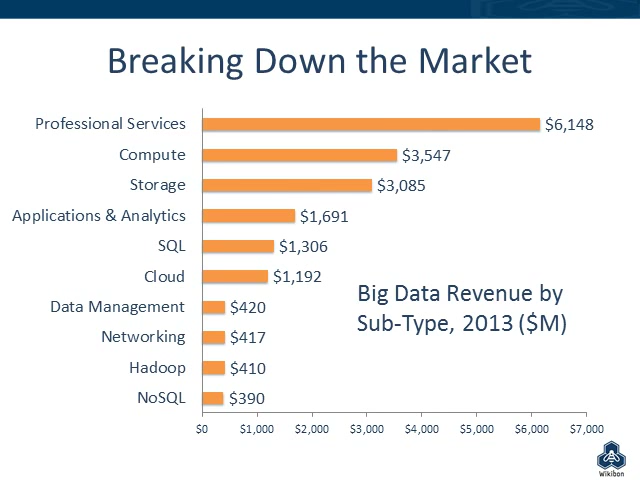 Breaking Down the Market
Professional Services $6,148
Compute $3,547
Storage $3,085
Applications & Analytics $1,691
SQL $1,306
Cloud $1,192
Data Management $420
Networking $417
Hadoop $410
NoSQL $390
Big Data Revenue by
Sub-Type, 2013 ($M)
$0 $1,000 $2,000 $3,000 $4,000 $5,000 $6,000 $7,000
Wikibon